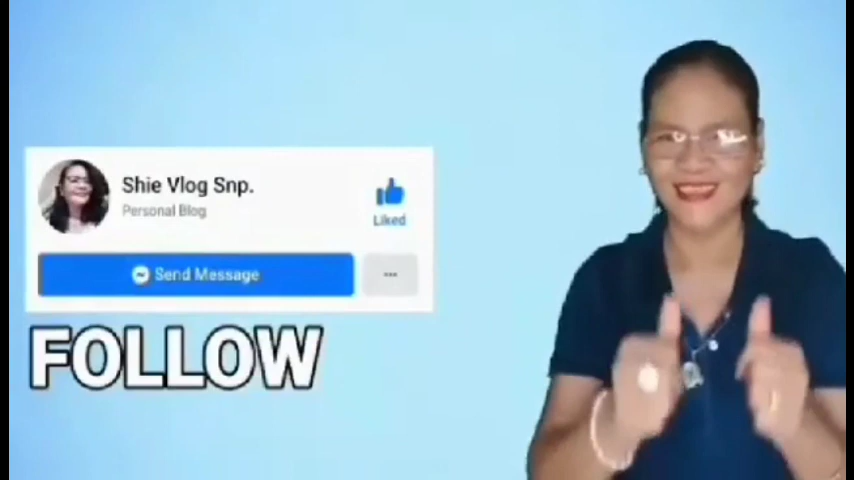 Shie Vlog Snp.
Personal Blog
Liked
Send Message
FOLLOW